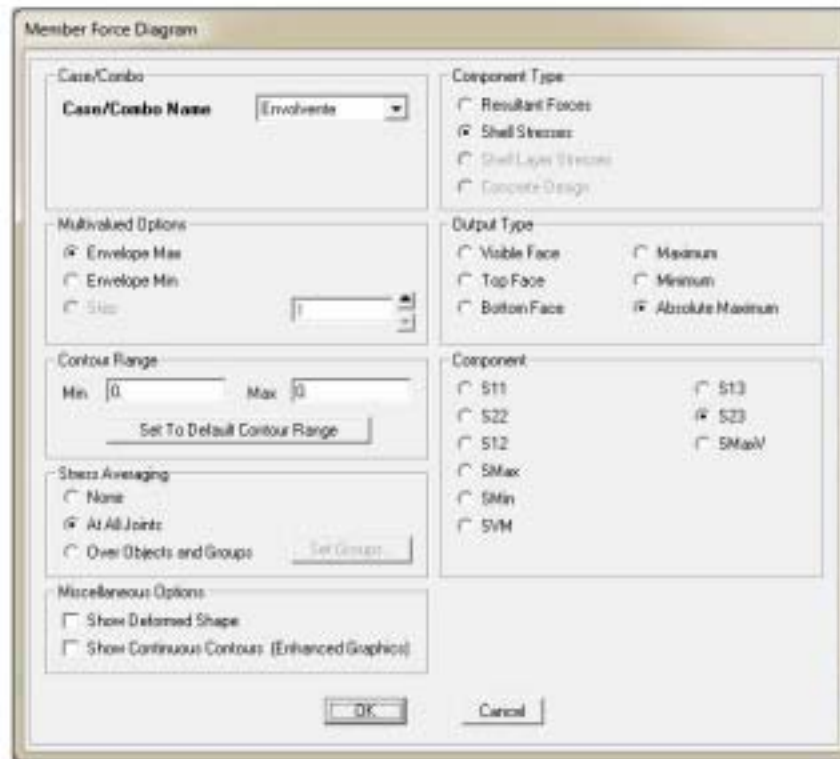 Member Force Diagram
Case/Combo
Case/Combo Name Envolvente
Multivalued Options
Envelope Max
Envelope Min
Step 1
Contour Range
Min 0. Max 0.
Set To Default Contour Range
Stress Averaging
None
At All Joints
Over Objects and Groups Set Groups...
Miscellaneous Options
Show Deformed Shape
Show Continuous Contours (Enhanced Graphics)
Component Type
Resultant Forces
Shell Stresses
Shell Layer Stresses
Concrete Design
Output Type
Visible Face Maximum
Top Face Minimum
Bottom Face Absolute Maximum
Component
S11 S13
S22 S23
S12 SMaxV
SMax
SMin
SVM
OK Cancel